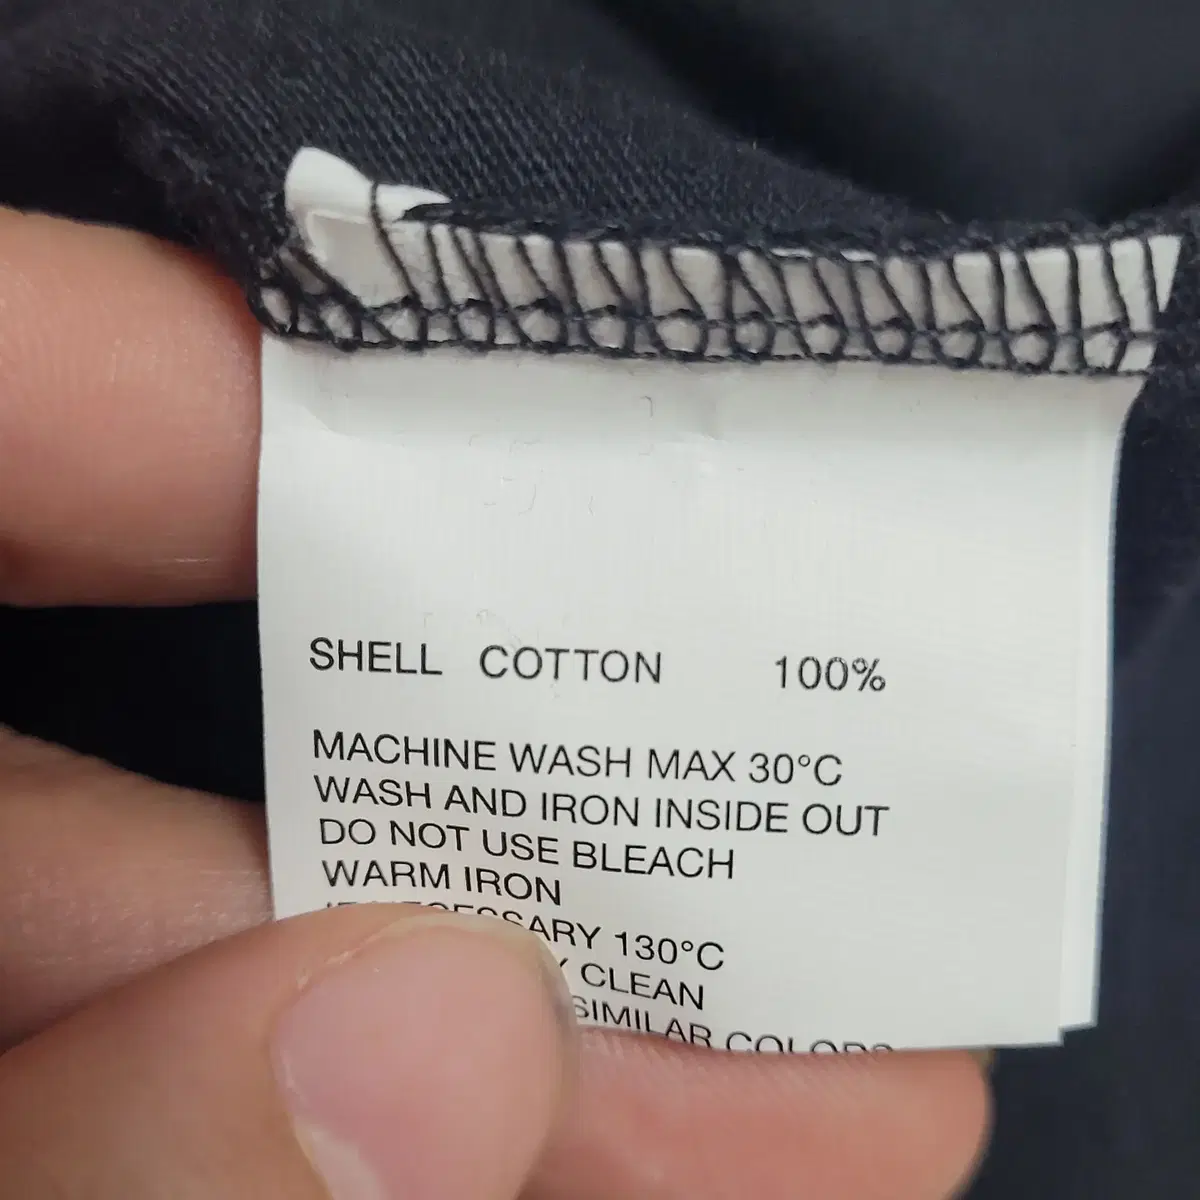 SHELL COTTON 100%
MACHINE WASH MAX 30°C
WASH AND IRON INSIDE OUT
DO NOT USE BLEACH
WARM IRON
130°C
CLEAN
SIMILAR COLORS